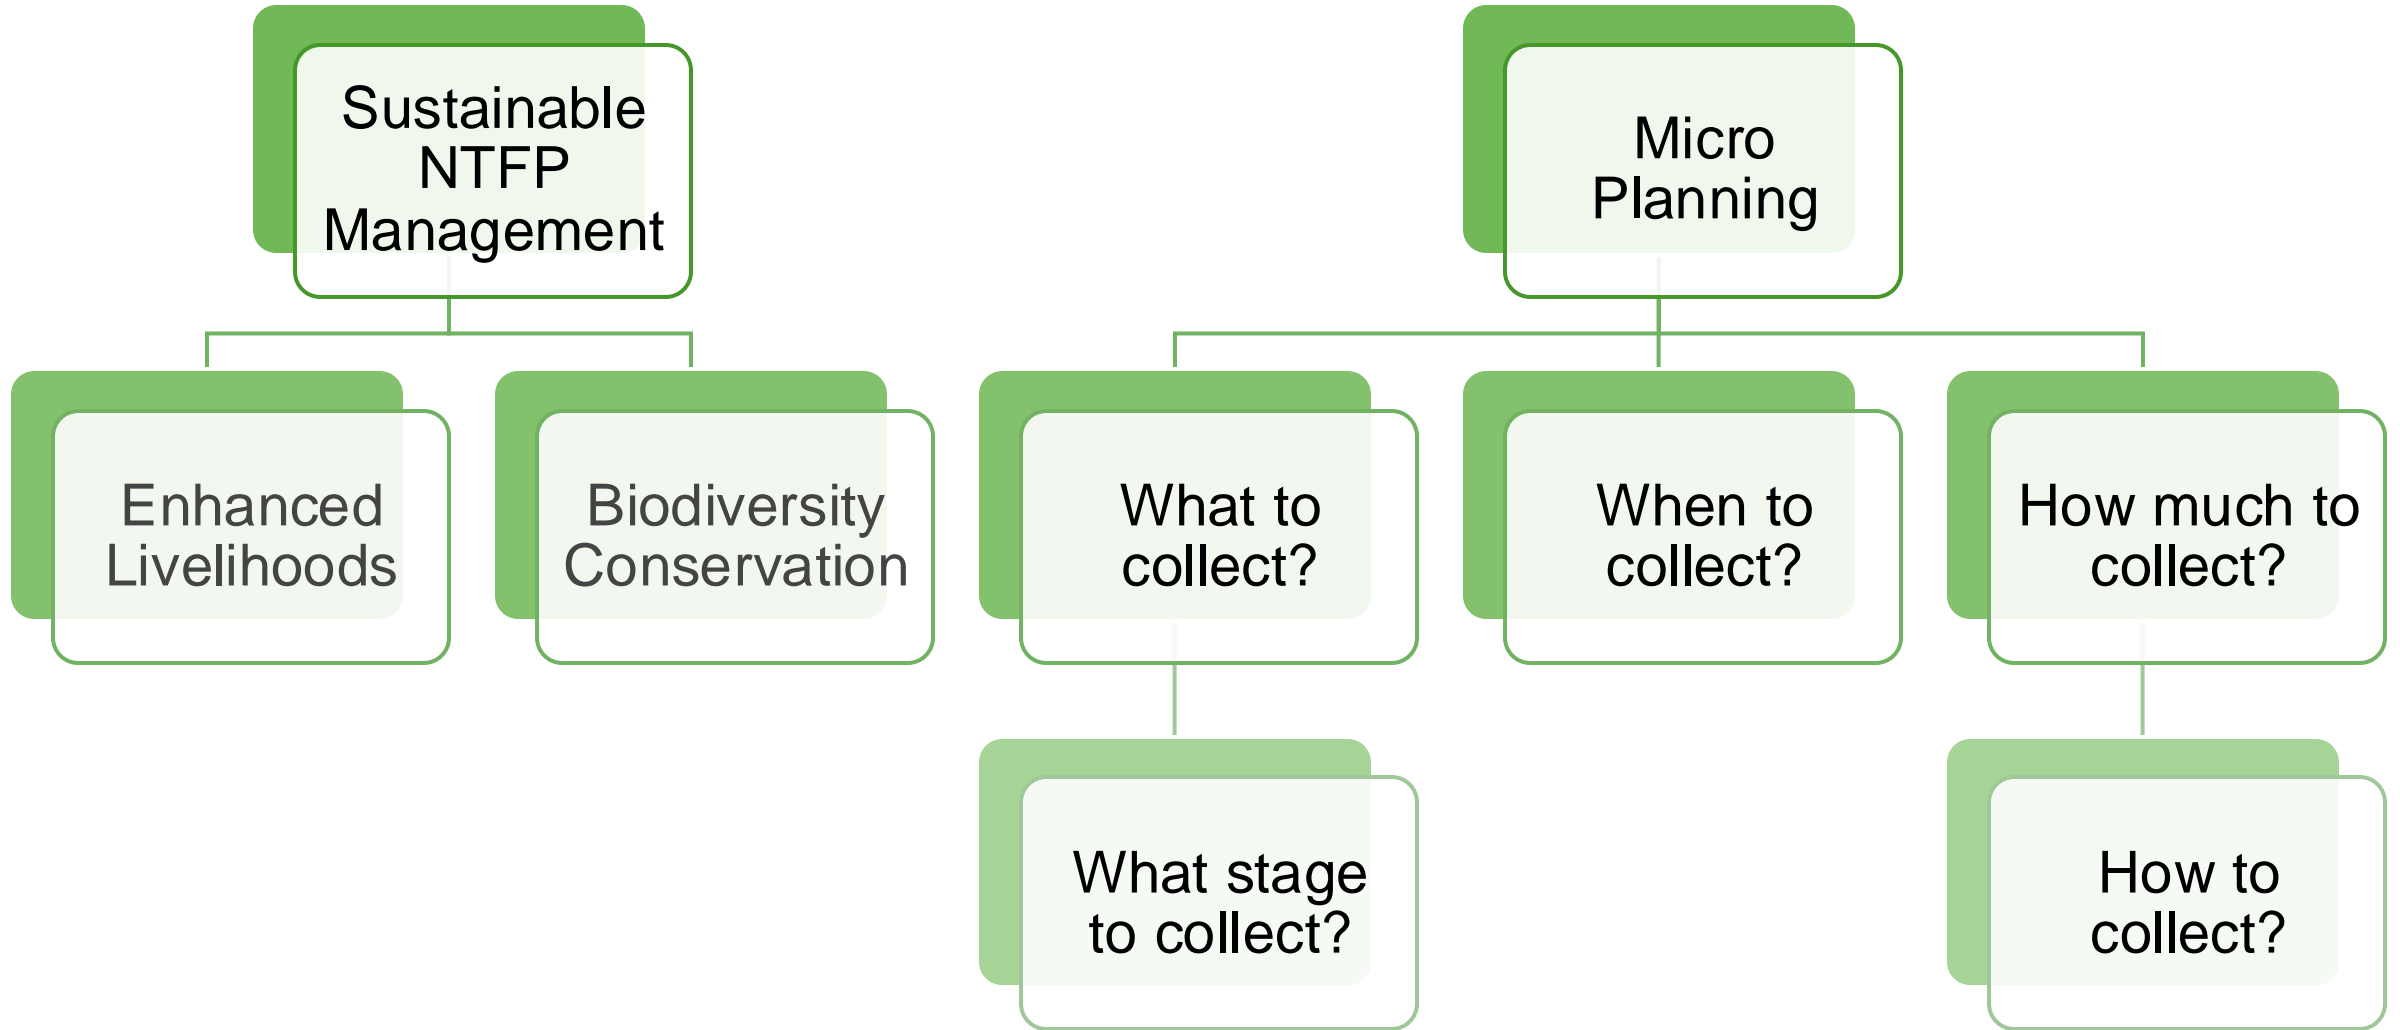 Sustainable
NTFP
Management
Micro
Planning
Enhanced
Livelihoods
Biodiversity
Conservation
What to
collect?
When to
collect?
How much to
collect?
What stage
to collect?
How to
collect?